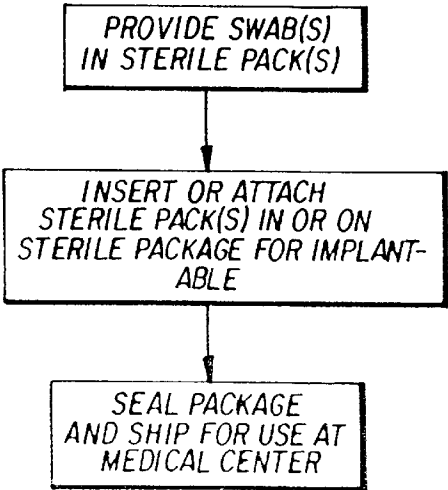 PROVIDE SWAB(S)
IN STERILE PACK(S)
INSERT OR ATTACH
STERILE PACK(S) IN OR ON
STERILE PACKAGE FOR IMPLANT-
ABLE
SEAL PACKAGE
AND SHIP FOR USE AT
MEDICAL CENTER